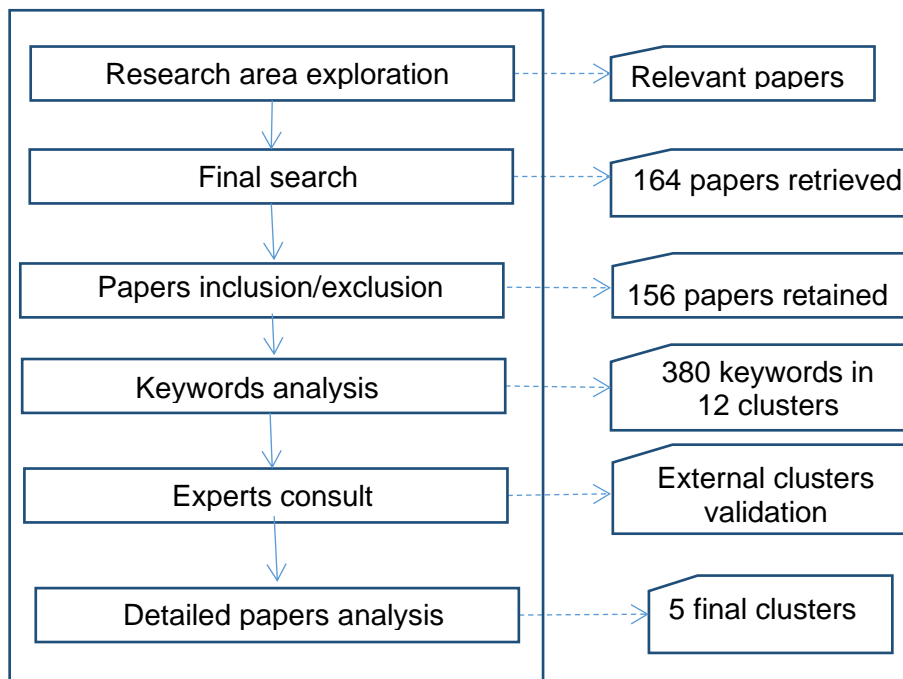 Research area exploration
Relevant papers
Final search
164 papers retrieved
Papers inclusion/exclusion
156 papers retained
Keywords analysis
380 keywords in
12 clusters
Experts consult
External clusters
validation
Detailed papers analysis
5 final clusters